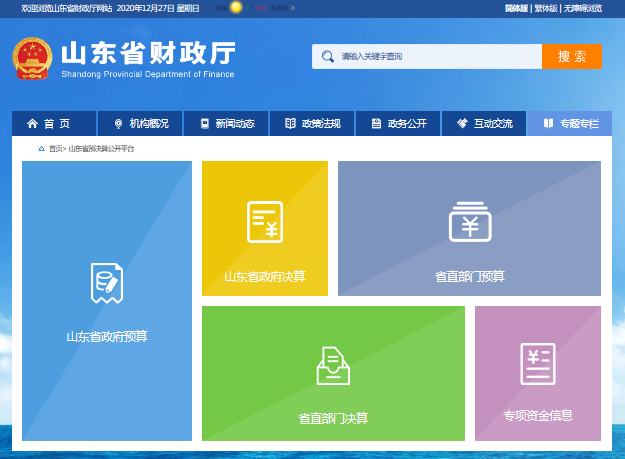 欢迎浏览山东省财政厅网站 2020年12月27日 星期日
简体版 | 繁体版 | 无障碍浏览
山东省财政厅
Shandong Provincial Department of Finance
请输入关键字查询
搜 索
首 页
机构概况
新闻动态
政策法规
政务公开
互动交流
专题专栏
首页> 山东省预决算公开平台
山东省政府预算
山东省政府决算
省直部门预算
省直部门决算
专项资金信息